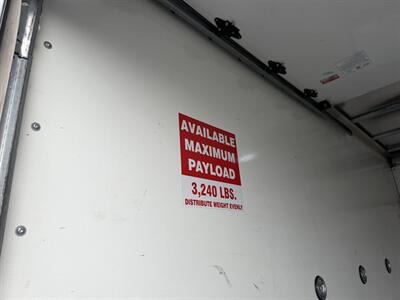 AVAILABLE
MAXIMUM
PAYLOAD
3,240 LBS.
DISTRIBUTE WEIGHT EVENLY